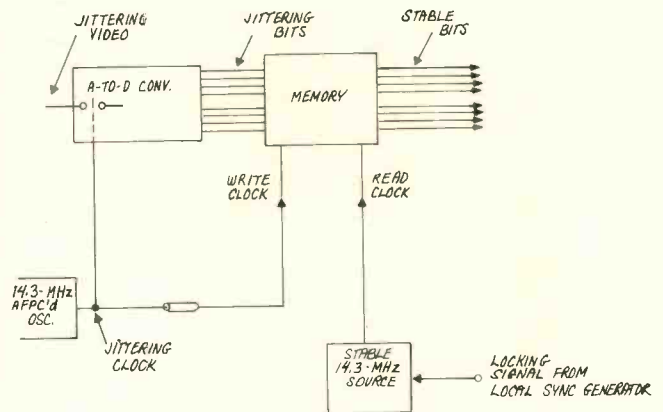 JITTERING
VIDEO
JITTERING
BITS
STABLE
BITS
A-TO-D CONV.
MEMORY
WRITE
CLOCK
READ
CLOCK
14.3-MHz
AFPC'd
OSC.
JITTERING
CLOCK
STABLE
14.3-MHz
SOURCE
LOCKING
SIGNAL FROM
LOCAL SYNC GENERATOR